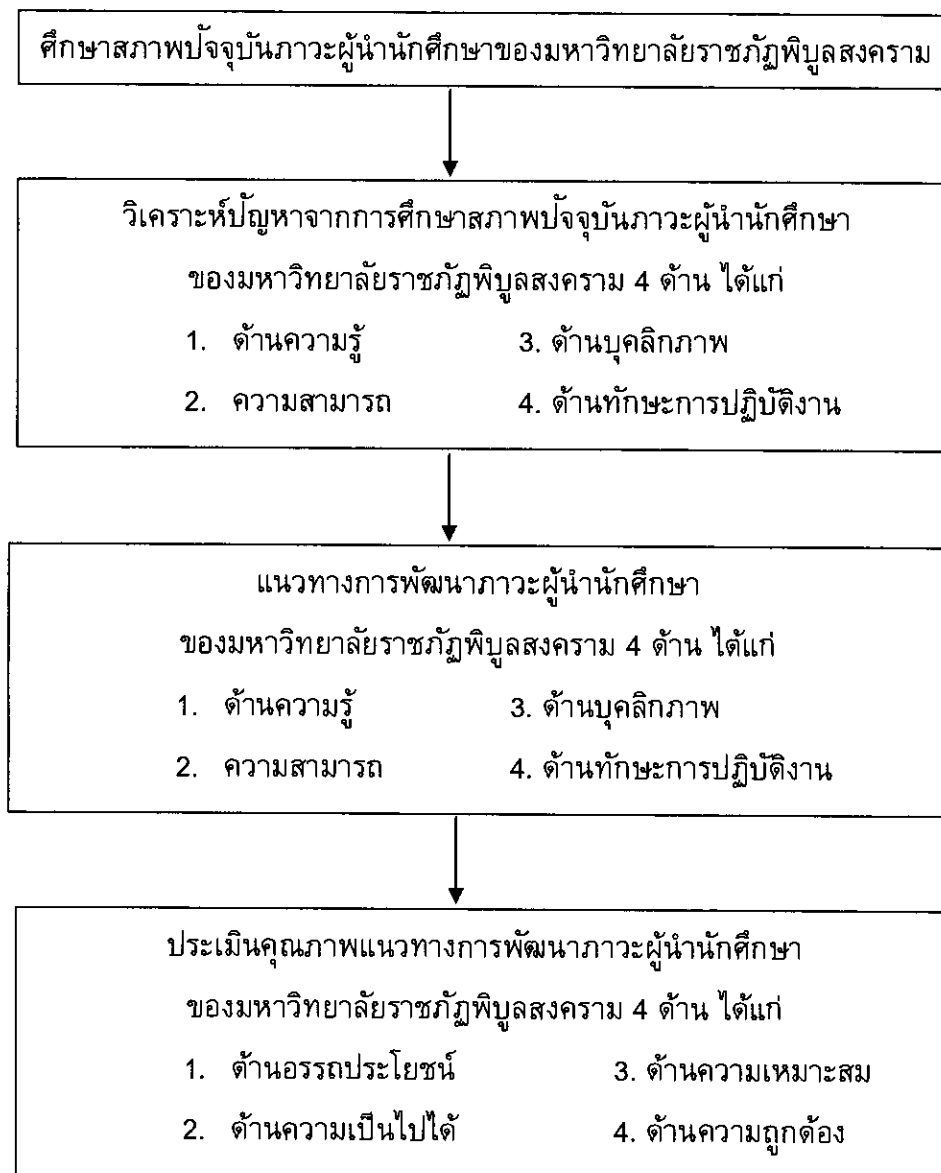 ศึกษาสภาพปัจจุบันภาวะผู้นำนักศึกษาของมหาวิทยาลัยราชภัฏพิบูลสงคราม
วิเคราะห์ปัญหาจากการศึกษาสภาพปัจจุบันภาวะผู้นำนักศึกษา
ของมหาวิทยาลัยราชภัฏพิบูลสงคราม 4 ด้าน ได้แก่
1. ด้านความรู้ 3. ด้านบุคลิกภาพ
2. ความสามารถ 4. ด้านทักษะการปฏิบัติงาน
แนวทางการพัฒนาภาวะผู้นำนักศึกษา
ของมหาวิทยาลัยราชภัฏพิบูลสงคราม 4 ด้าน ได้แก่
1. ด้านความรู้ 3. ด้านบุคลิกภาพ
2. ความสามารถ 4. ด้านทักษะการปฏิบัติงาน
ประเมินคุณภาพแนวทางการพัฒนาภาวะผู้นำนักศึกษา
ของมหาวิทยาลัยราชภัฏพิบูลสงคราม 4 ด้าน ได้แก่
1. ด้านอรรถประโยชน์ 3. ด้านความเหมาะสม
2. ด้านความเป็นไปได้ 4. ด้านความถูกต้อง